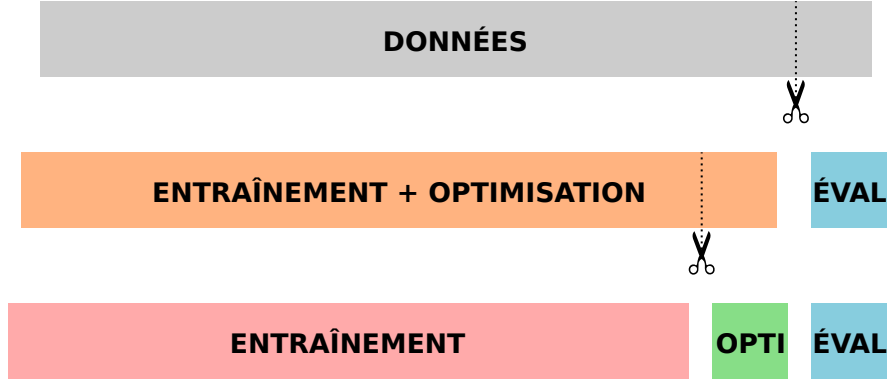 DONNÉES
ENTRAÎNEMENT + OPTIMISATION
ÉVAL
ENTRAÎNEMENT
OPTI
ÉVAL